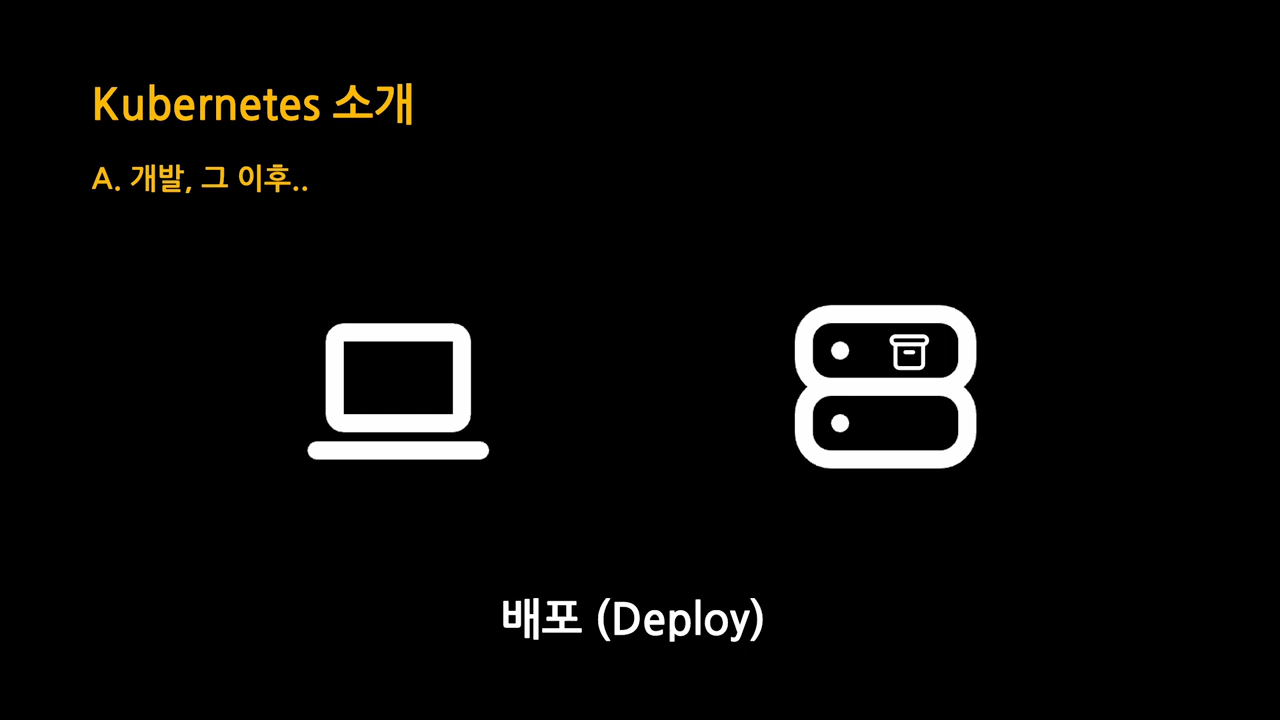 Kubernetes 소개
A. 개발, 그 이후..
배포 (Deploy)